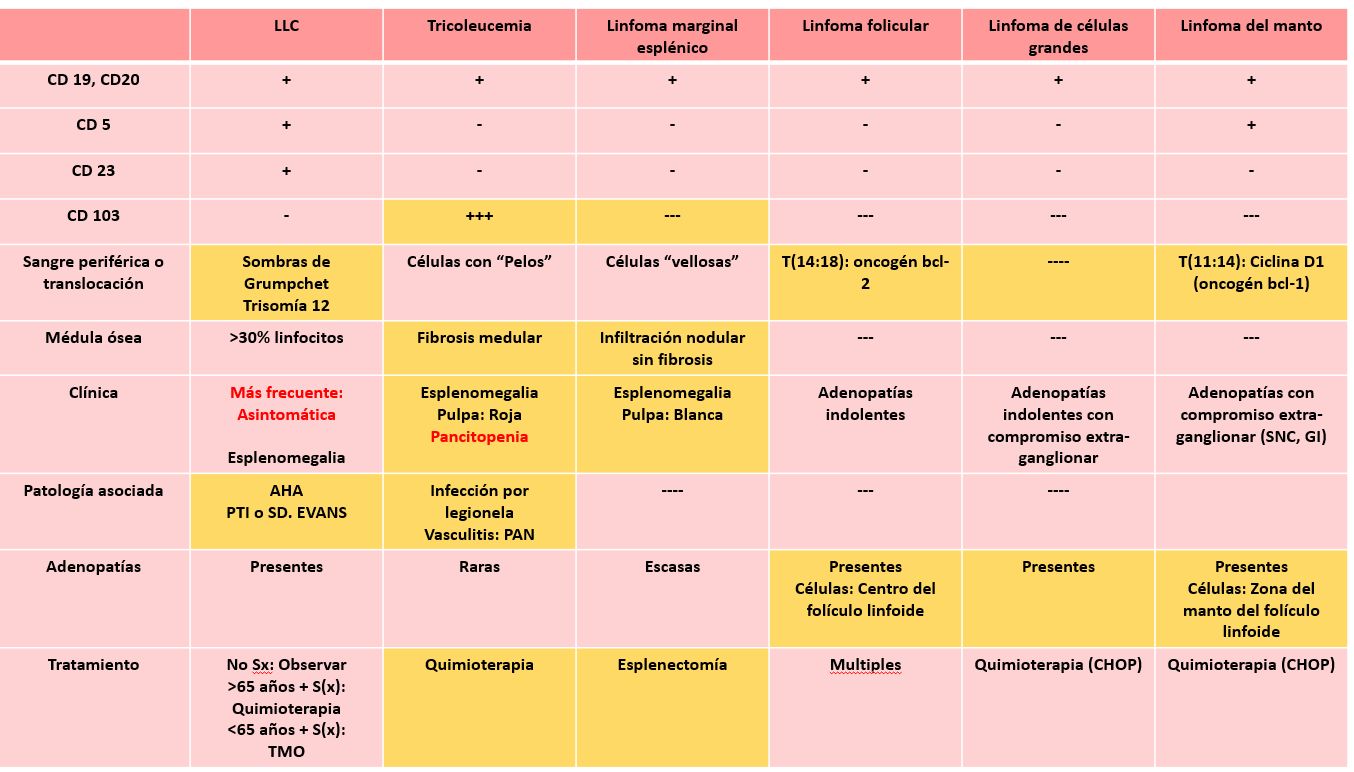 LLC
Tricoleucemia
Linfoma marginal
esplénico
Linfoma folicular
Linfoma de células
grandes
Linfoma del manto
CD 19, CD20
+
+
+
+
+
+
CD 5
+
-
-
-
-
+
CD 23
+
-
-
-
-
-
CD 103
-
+++
---
---
---
---
Sangre periférica o
translocación
Sombras de
Grumpchet
Trisomía 12
Células con “Pelos”
Células “vellosas”
T(14:18): oncogén bcl-
2
----
T(11:14): Ciclina D1
(oncogén bcl-1)
Médula ósea
>30% linfocitos
Fibrosis medular
Infiltración nodular
sin fibrosis
---
---
---
Clínica
Más frecuente:
Asintomática
Esplenomegalia
Esplenomegalia
Pulpa: Roja
Pancitopenia
Esplenomegalia
Pulpa: Blanca
Adenopatías
indolentes
Adenopatías
indolentes con
compromiso extra-
ganglionar
Adenopatías con
compromiso extra-
ganglionar (SNC, GI)
Patología asociada
AHA
PTI o SD. EVANS
Infección por
legionela
Vasculitis: PAN
----
---
----
Adenopatías
Presentes
Raras
Escasas
Presentes
Células: Centro del
folículo linfoide
Presentes
Presentes
Células: Zona del
manto del folículo
linfoide
Tratamiento
No Sx: Observar
>65 años + S(x):
Quimioterapia
<65 años + S(x):
TMO
Quimioterapia
Esplenectomía
Multiples
Quimioterapia (CHOP)
Quimioterapia (CHOP)